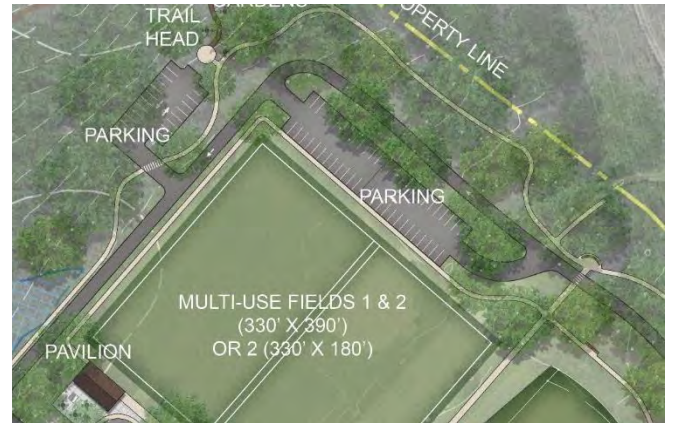 TRAIL
HEAD
PARKING
PARKING
MULTI-USE FIELDS 1 & 2
(330' X 390')
OR 2 (330' X 180')
PAVILION